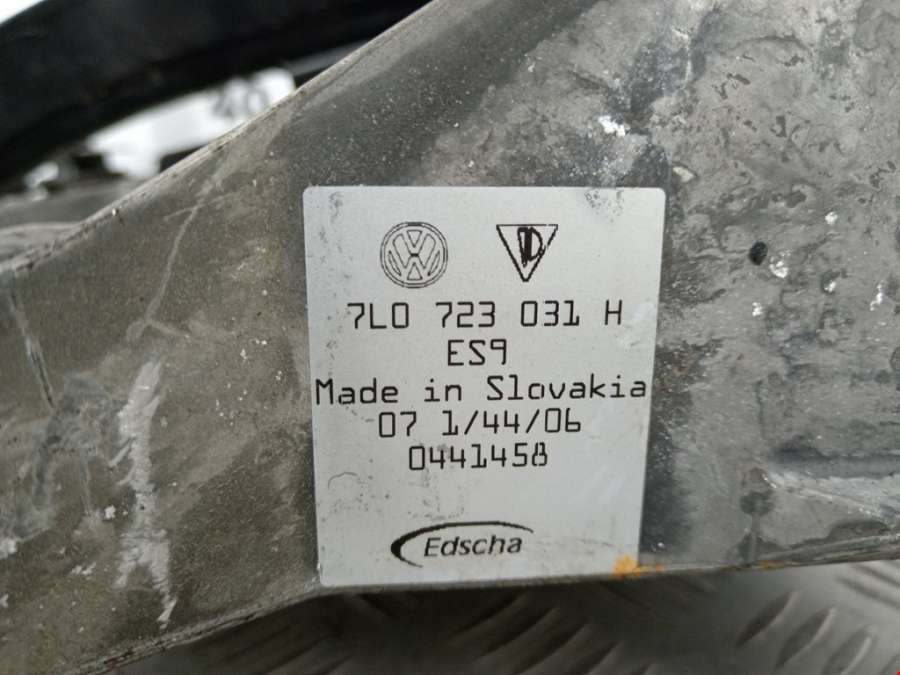 7L0 723 031 H
ES9
Made in Slovakia
07 1/44/06
0441458
Edscha